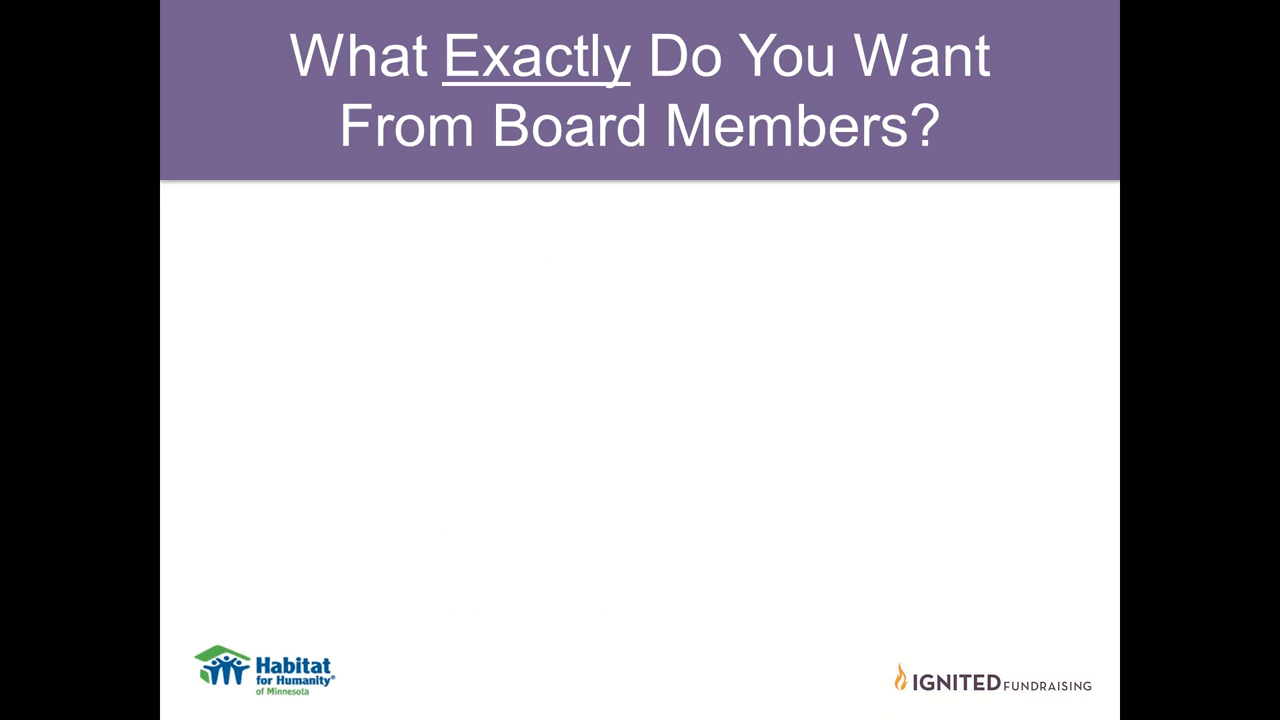 What Exactly Do You Want
From Board Members?
Habitat
for Humanity®
of Minnesota
IGNITED FUNDRAISING